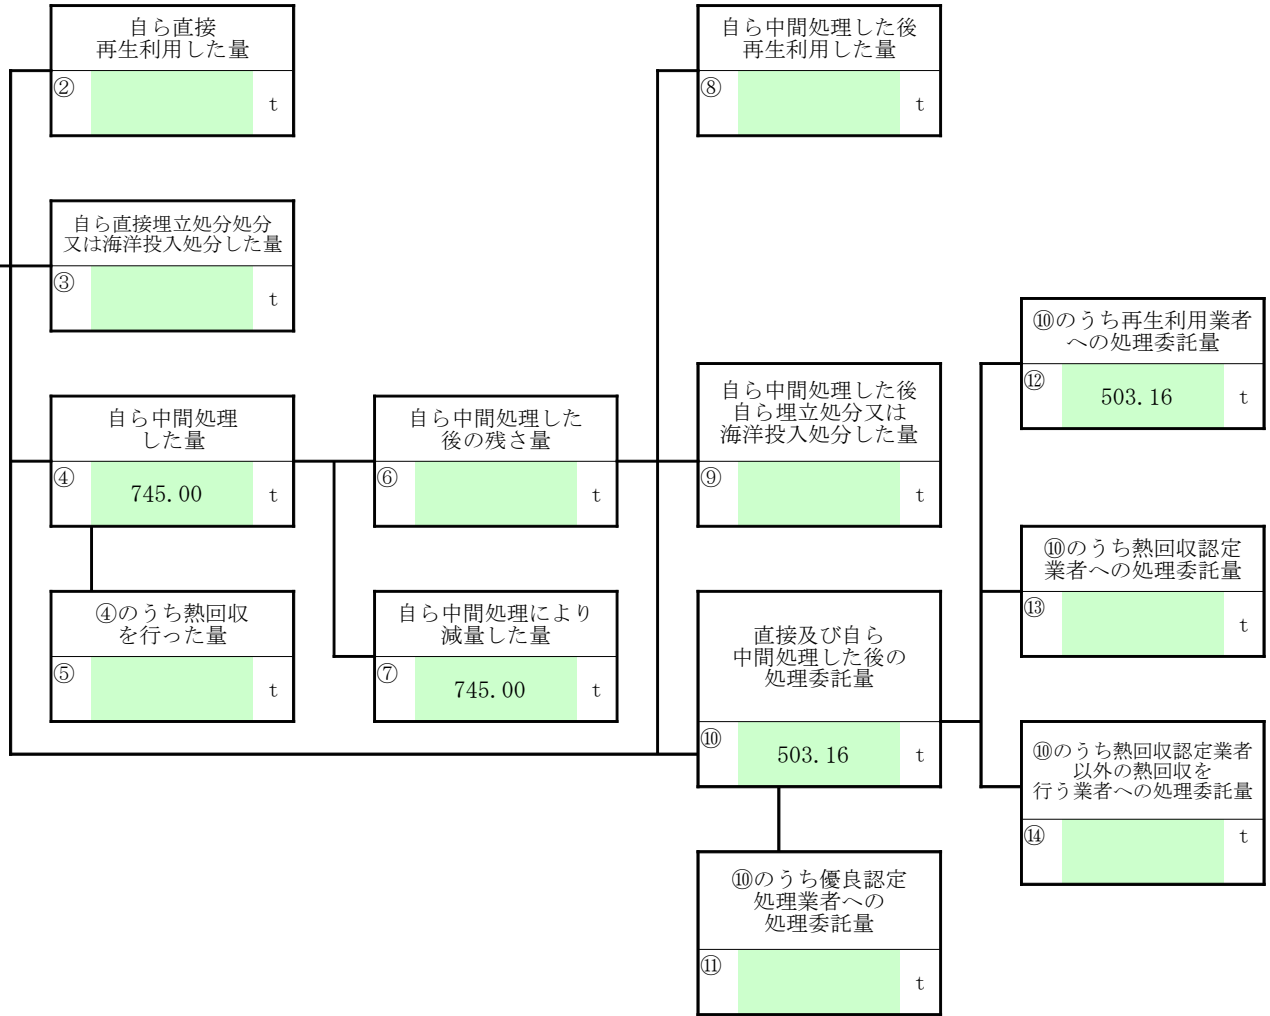 自ら直接
再生利用した量
②
t
自ら中間処理した後
再生利用した量
⑧
t
自ら直接埋立処分処分
又は海洋投入処分した量
③
t
⑩のうち再生利用業者
への処理委託量
⑫
503.16
t
自ら中間処理
した量
④
745.00
t
自ら中間処理した
後の残さ量
⑥
t
自ら中間処理した後
自ら埋立処分又は
海洋投入処分した量
⑨
t
⑩のうち熱回収認定
業者への処理委託量
⑬
t
④のうち熱回収
を行った量
⑤
t
自ら中間処理により
減量した量
⑦
745.00
t
直接及び自ら
中間処理した後の
処理委託量
⑩
503.16
t
⑩のうち熱回収認定業者
以外の熱回収を
行う業者への処理委託量
⑭
t
⑩のうち優良認定
処理業者への
処理委託量
⑪
t